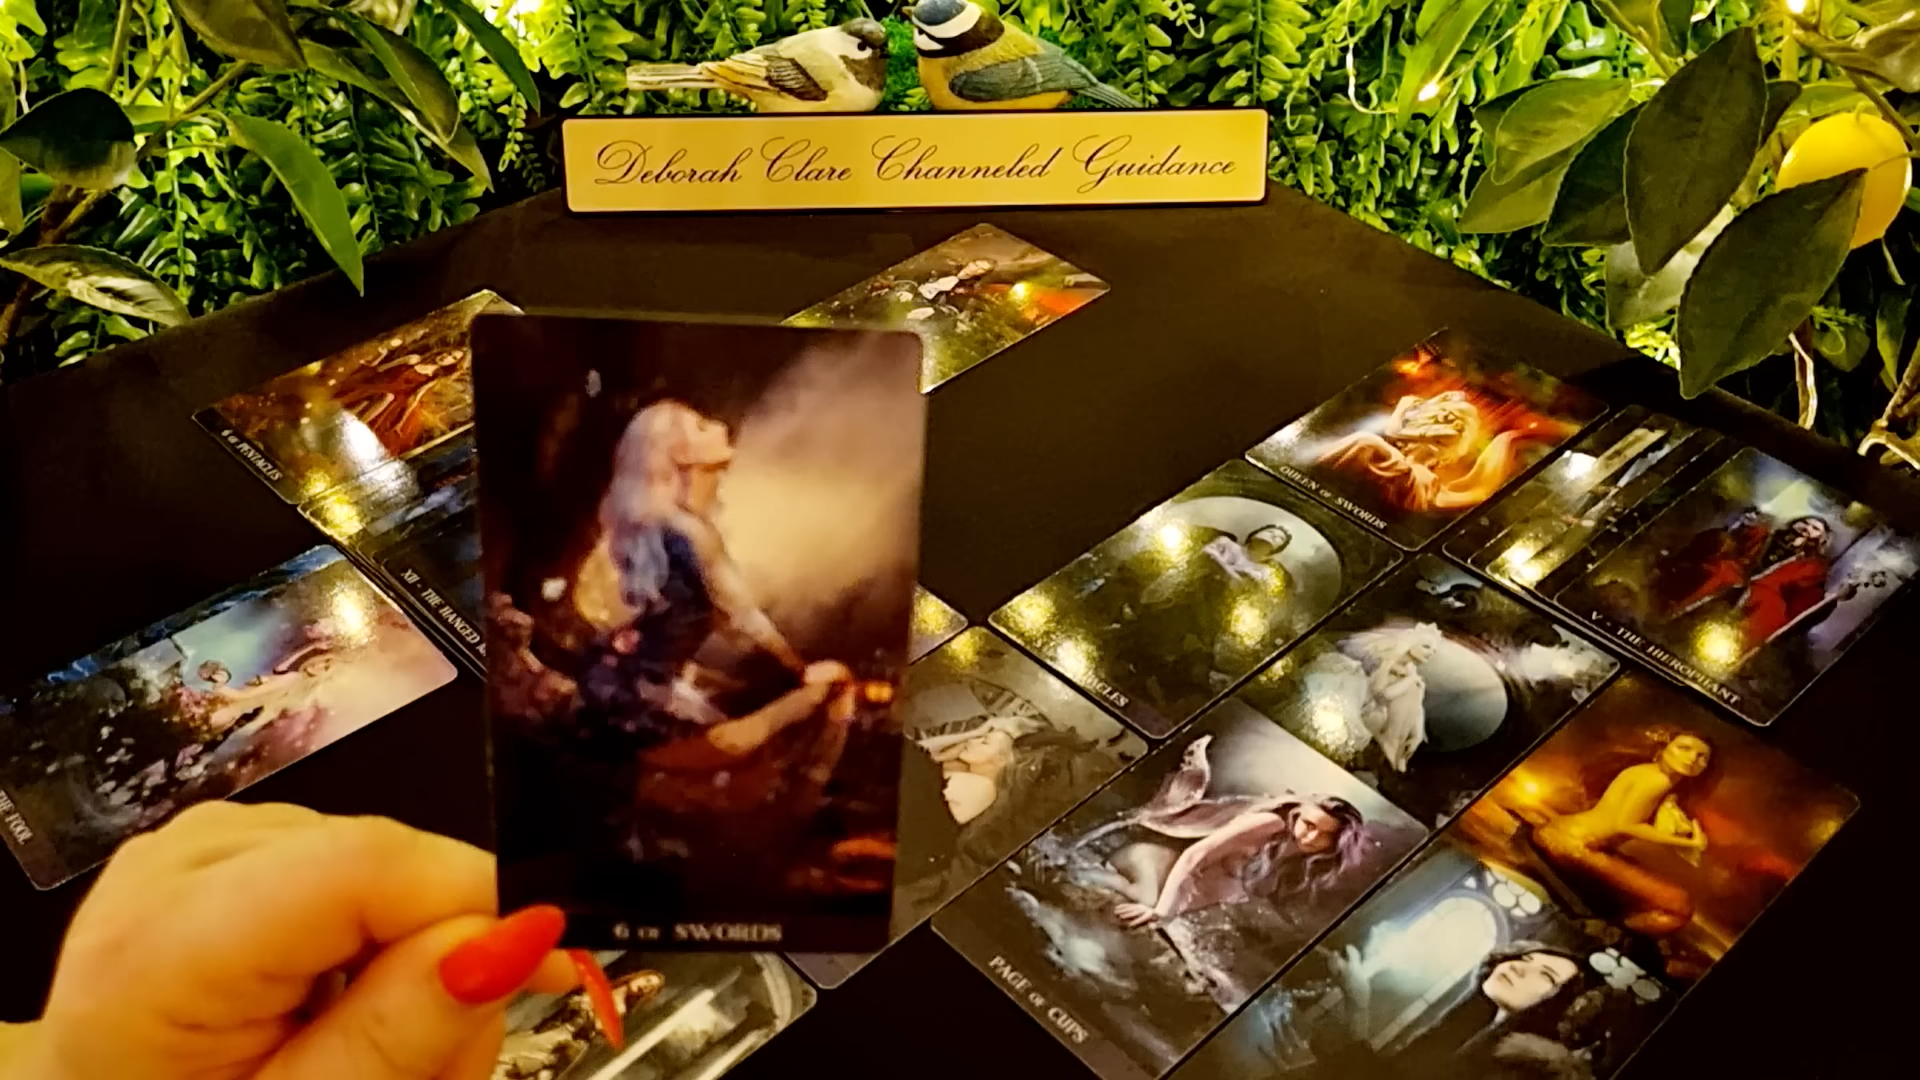 Deborah Clare Channeled Guidance
6 OF PENTACLES
QUEEN OF SWORDS
XII - THE HANGED
V - THE HIEROPHANT
THE FOOL
6 OF SWORDS
PAGE OF CUPS